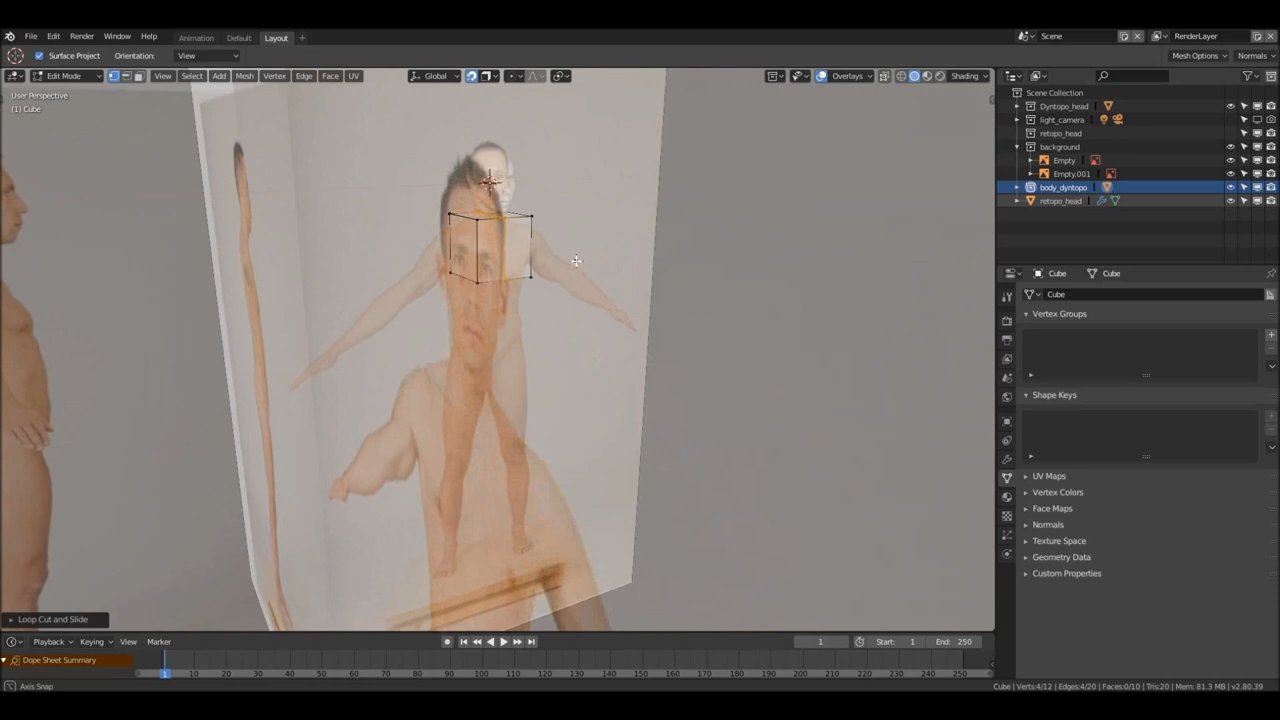 File Edit Render Window Help Animation Default Layout Scene RenderLayer
Surface Project Orientation: View Mesh Options Normals
Edit Mode View Select Add Mesh Vertex Edge Face UV Global Overlays Shading
User Perspective
(1) Cube
Scene Collection
Dyntopo_head
light_camera
retopo_head
background
Empty
Empty.001
body_dyntopo
retopo_head
Cube Cube
Cube
Vertex Groups
Shape Keys
UV Maps
Vertex Colors
Face Maps
Normals
Texture Space
Geometry Data
Custom Properties
Loop Cut and Slide
Playback Keying View Marker 1 Start: 1 End: 250
Dope Sheet Summary
1 10 20 30 40 50 60 70 80 90 100 110 120 130 140 150 160 170 180 190 200 210 220 230 240 250
Axis Snap Cube | Verts:4/12 | Edges:4/20 | Faces:0/10 | Tris:20 | Mem: 81.3 MB | v2.80.39